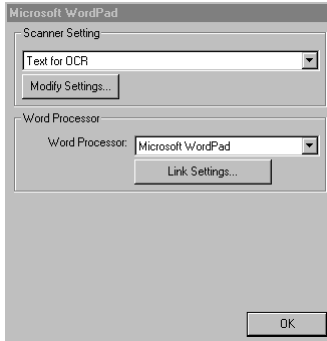 Microsoft WordPad
Scanner Setting
Text for OCR
Modify Settings...
Word Processor
Word Processor: Microsoft WordPad
Link Settings...
OK